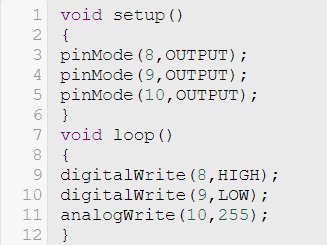 1 void setup()
2 {
3 pinMode(8,OUTPUT);
4 pinMode(9,OUTPUT);
5 pinMode(10,OUTPUT);
6 }
7 void loop()
8 {
9 digitalWrite(8,HIGH);
10 digitalWrite(9,LOW);
11 analogWrite(10,255);
12 }